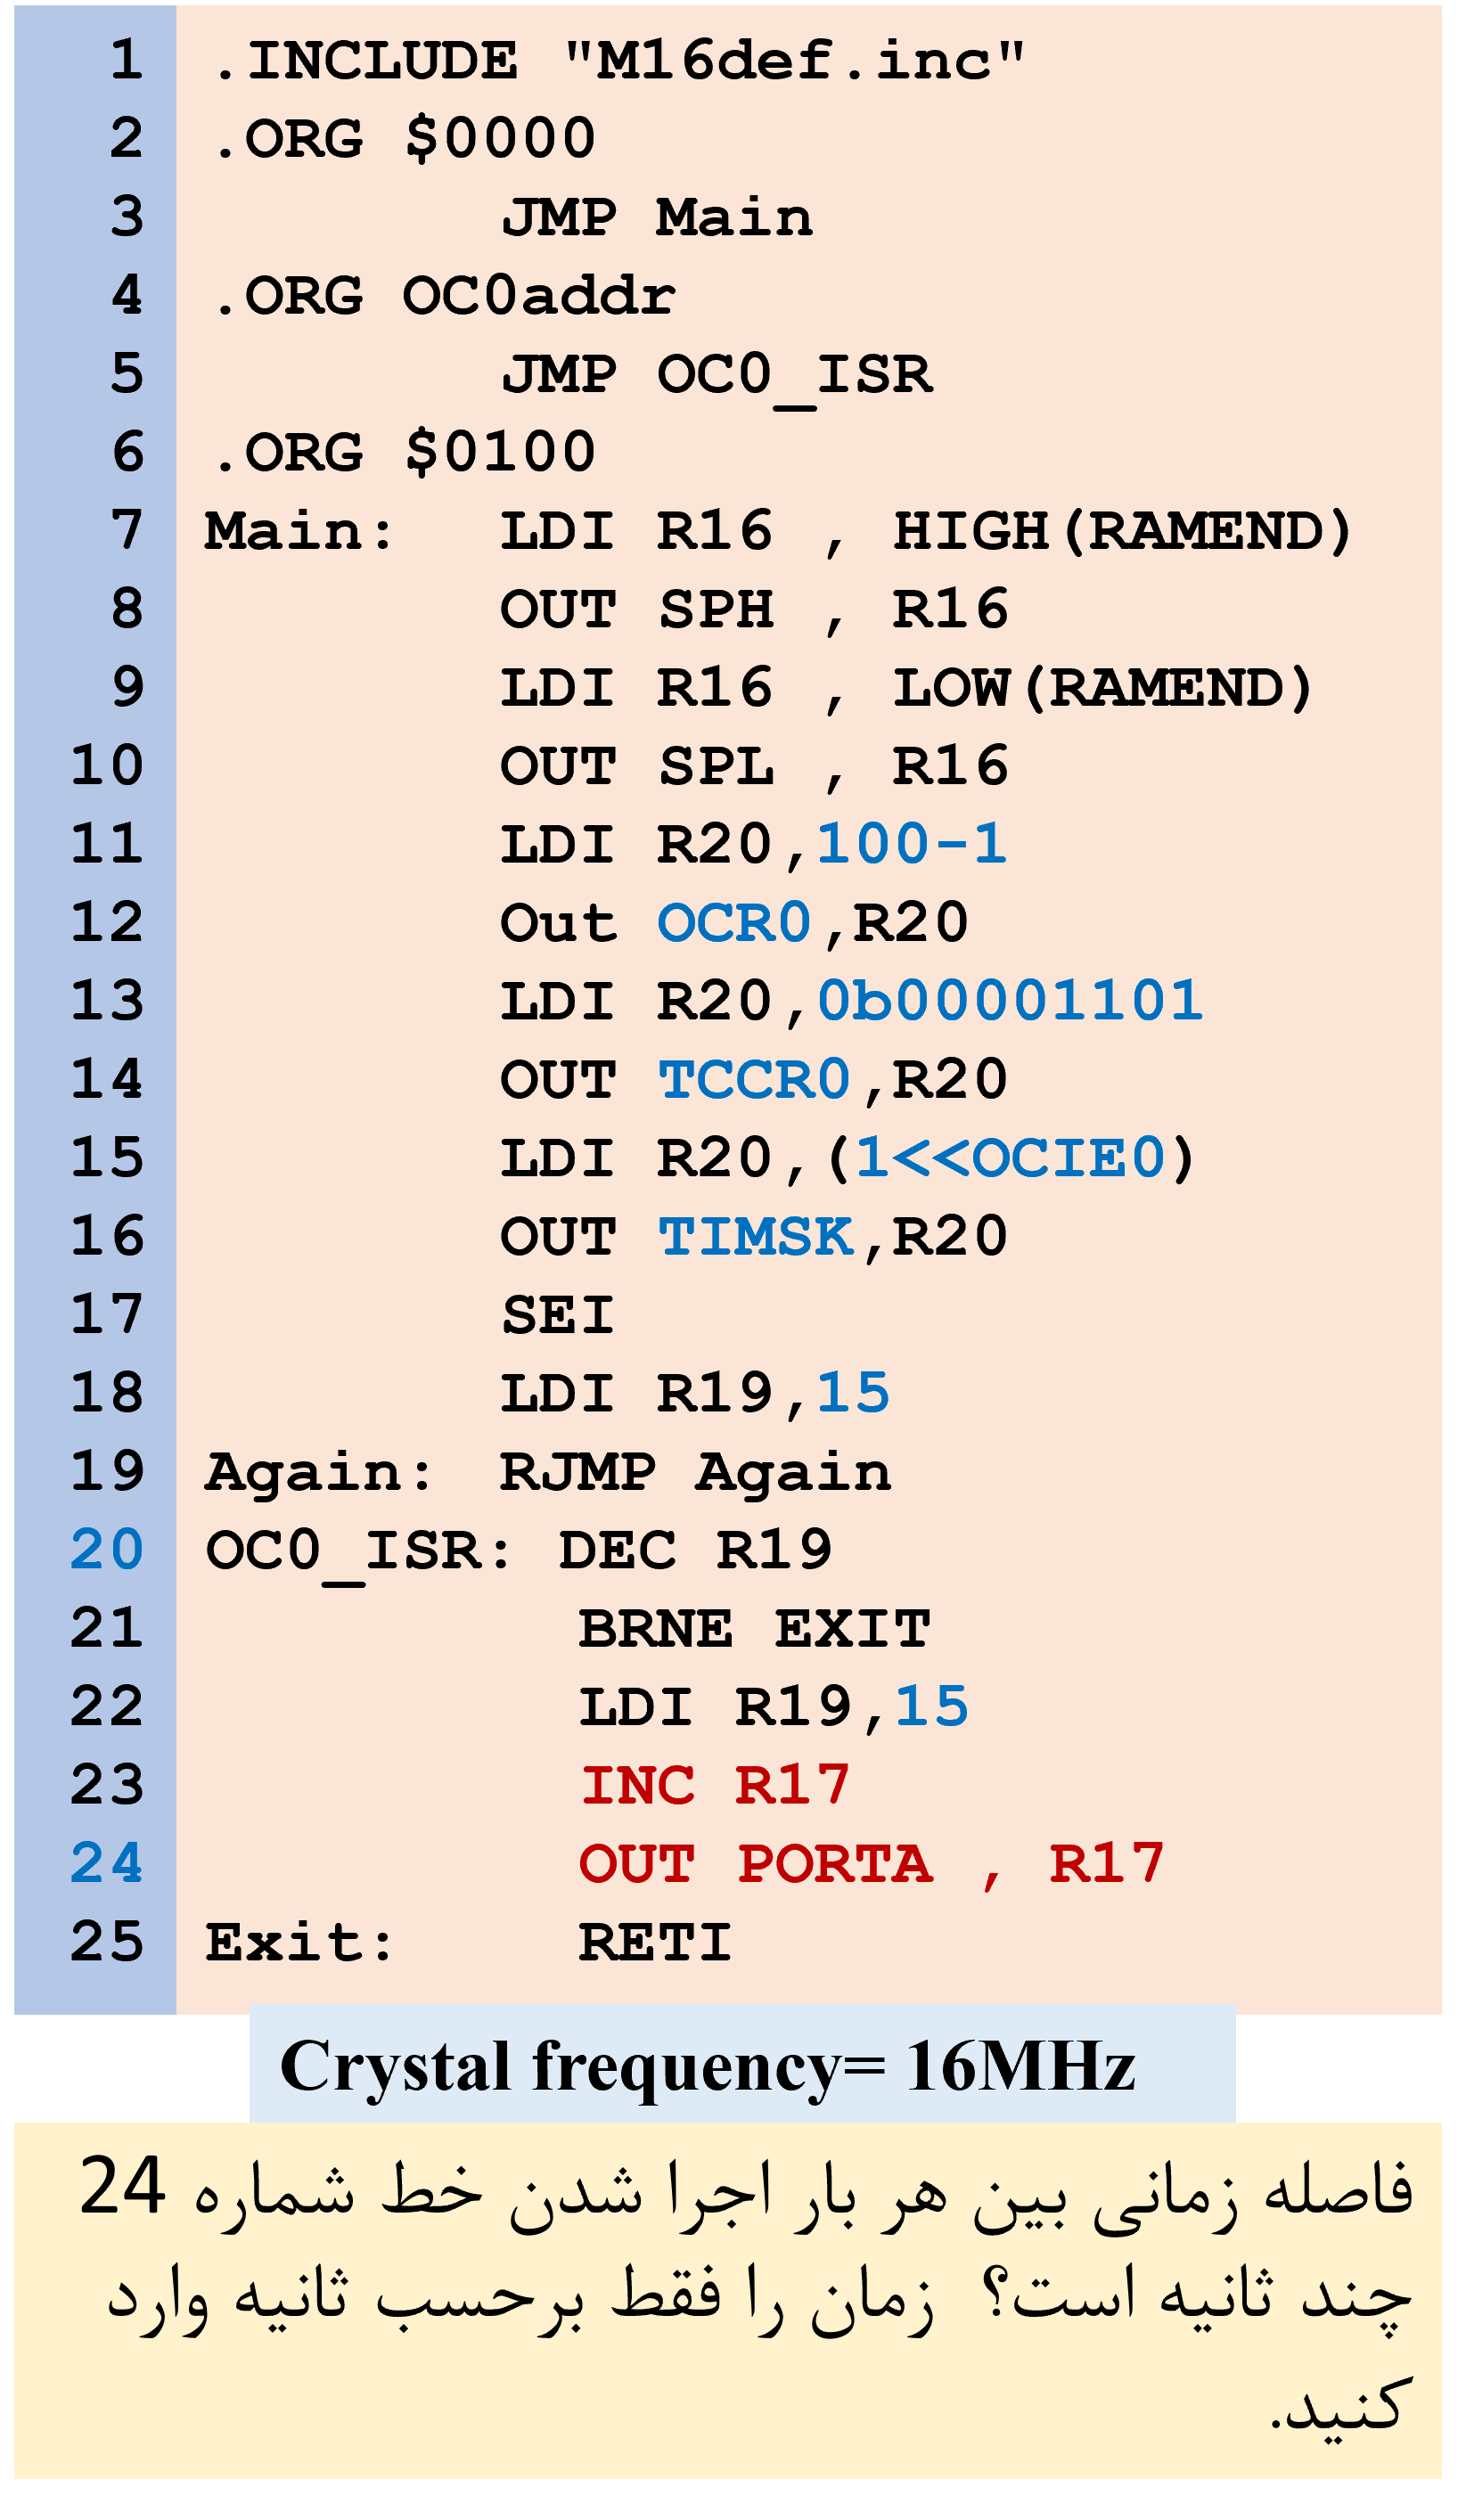 1 .INCLUDE "M16def.inc"
2 .ORG $0000
3 JMP Main
4 .ORG OC0addr
5 JMP OC0_ISR
6 .ORG $0100
7 Main: LDI R16 , HIGH(RAMEND)
8 OUT SPH , R16
9 LDI R16 , LOW(RAMEND)
10 OUT SPL , R16
11 LDI R20,100-1
12 Out OCR0,R20
13 LDI R20,0b00001101
14 OUT TCCR0,R20
15 LDI R20,(1<<OCIE0)
16 OUT TIMSK,R20
17 SEI
18 LDI R19,15
19 Again: RJMP Again
20 OC0_ISR: DEC R19
21 BRNE EXIT
22 LDI R19,15
23 INC R17
24 OUT PORTA , R17
25 Exit: RETI
Crystal frequency= 16MHz
فاصله زمانی بین هر بار اجرا شدن خط شماره 24
چند ثانیه است؟ زمان را فقط برحسب ثانیه وارد
کنید.